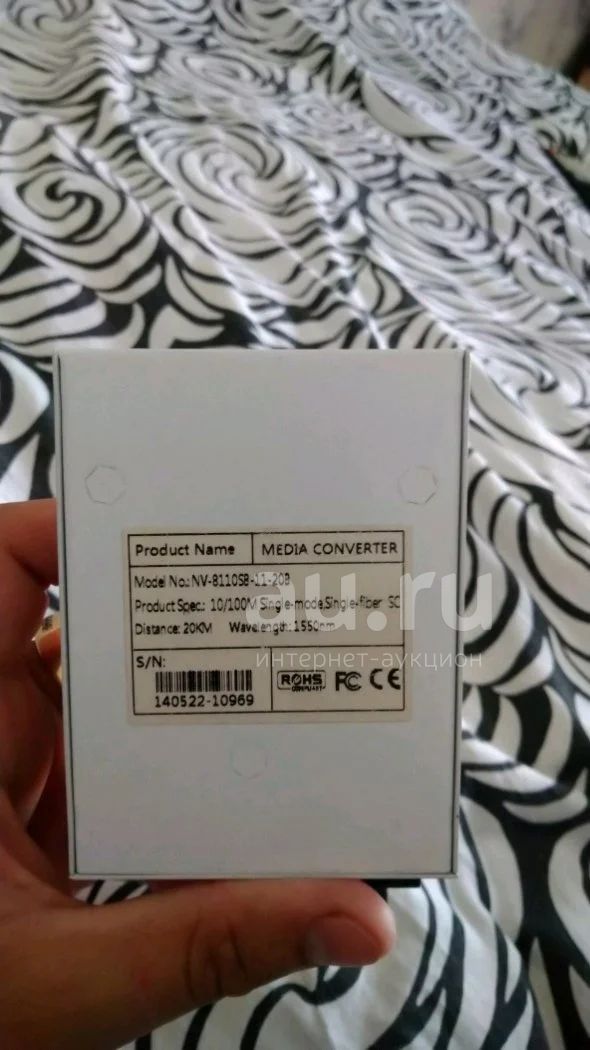 Product Name MEDIA CONVERTER
Model No.: NV-8110SB-11-20B
Product Spec.: 10/100M Single-mode,Single-fiber SC
Distance: 20KM Wavelength: 1550nm
S/N:
140522-10969
ROHS
COMPLIANT
FC CE
au.ru
интернет-аукцион